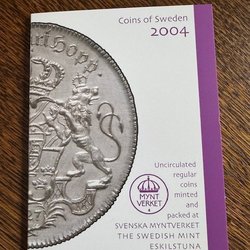 Coins of Sweden
2004
MYNT
VERKET
Uncirculated
regular
coins
minted
and
packed at
SVENSKA MYNTVERKET
THE SWEDISH MINT
ESKILSTUNA